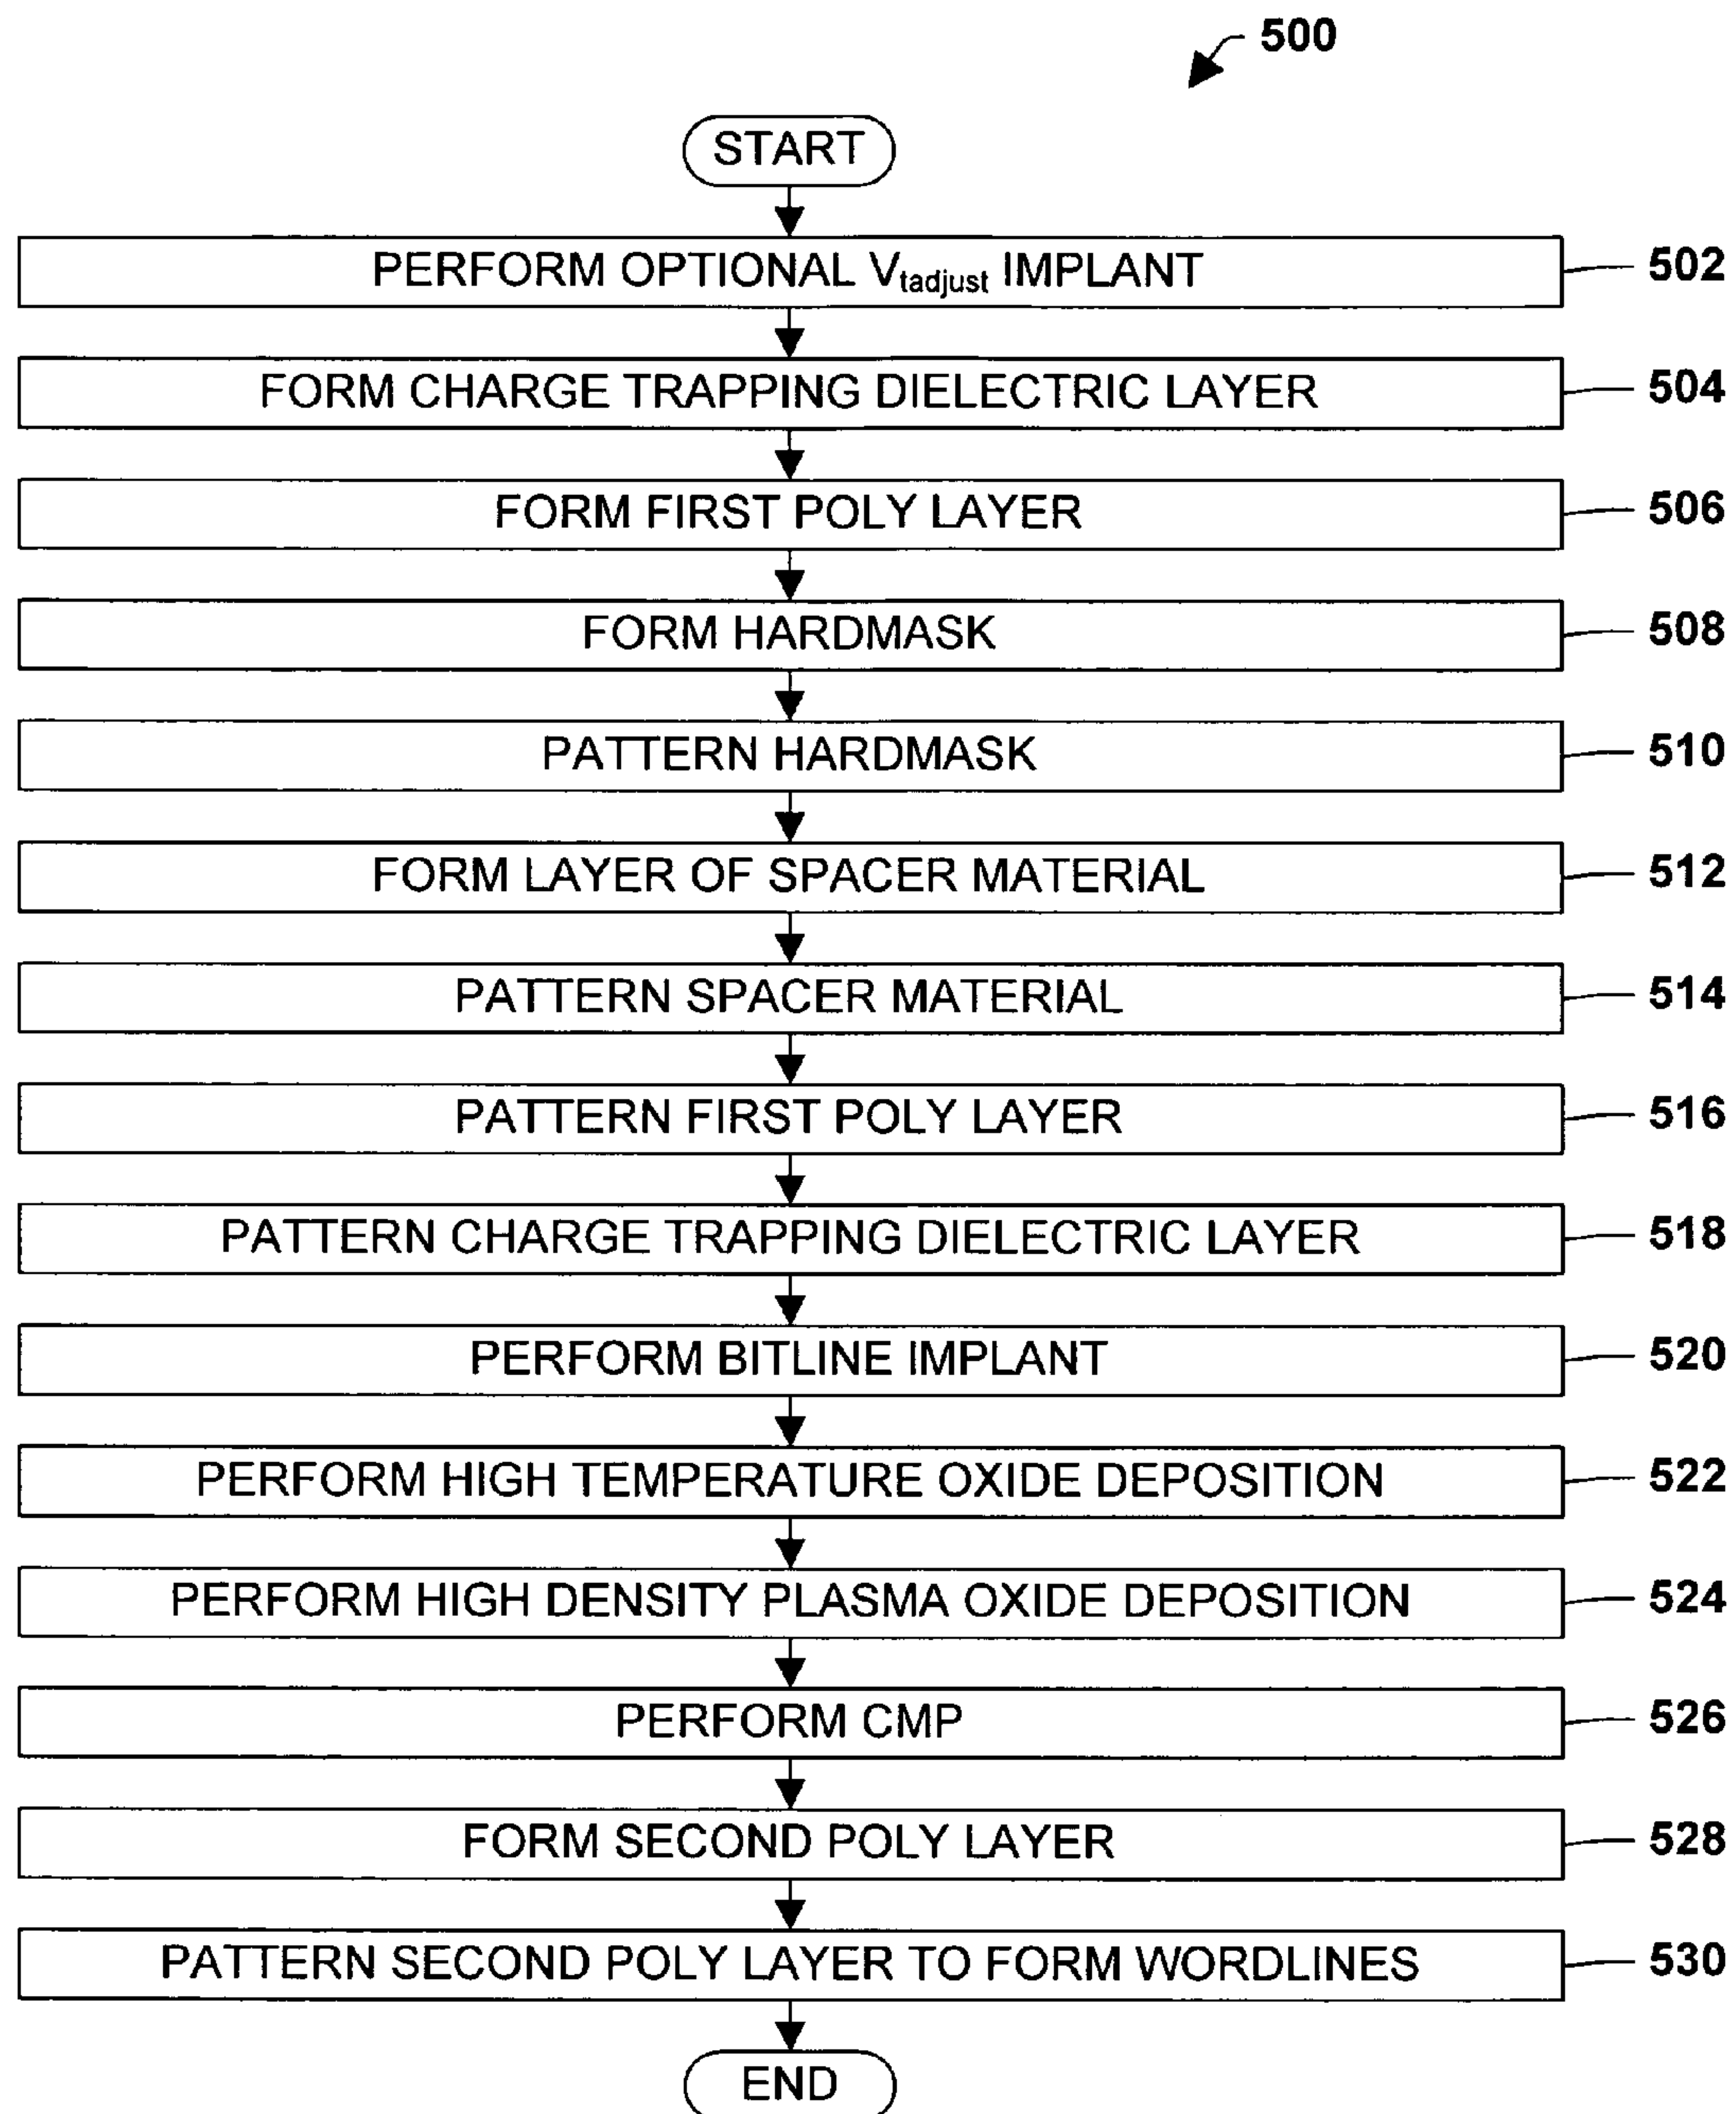 500
START
PERFORM OPTIONAL Vtadjust IMPLANT 502
FORM CHARGE TRAPPING DIELECTRIC LAYER 504
FORM FIRST POLY LAYER 506
FORM HARDMASK 508
PATTERN HARDMASK 510
FORM LAYER OF SPACER MATERIAL 512
PATTERN SPACER MATERIAL 514
PATTERN FIRST POLY LAYER 516
PATTERN CHARGE TRAPPING DIELECTRIC LAYER 518
PERFORM BITLINE IMPLANT 520
PERFORM HIGH TEMPERATURE OXIDE DEPOSITION 522
PERFORM HIGH DENSITY PLASMA OXIDE DEPOSITION 524
PERFORM CMP 526
FORM SECOND POLY LAYER 528
PATTERN SECOND POLY LAYER TO FORM WORDLINES 530
END